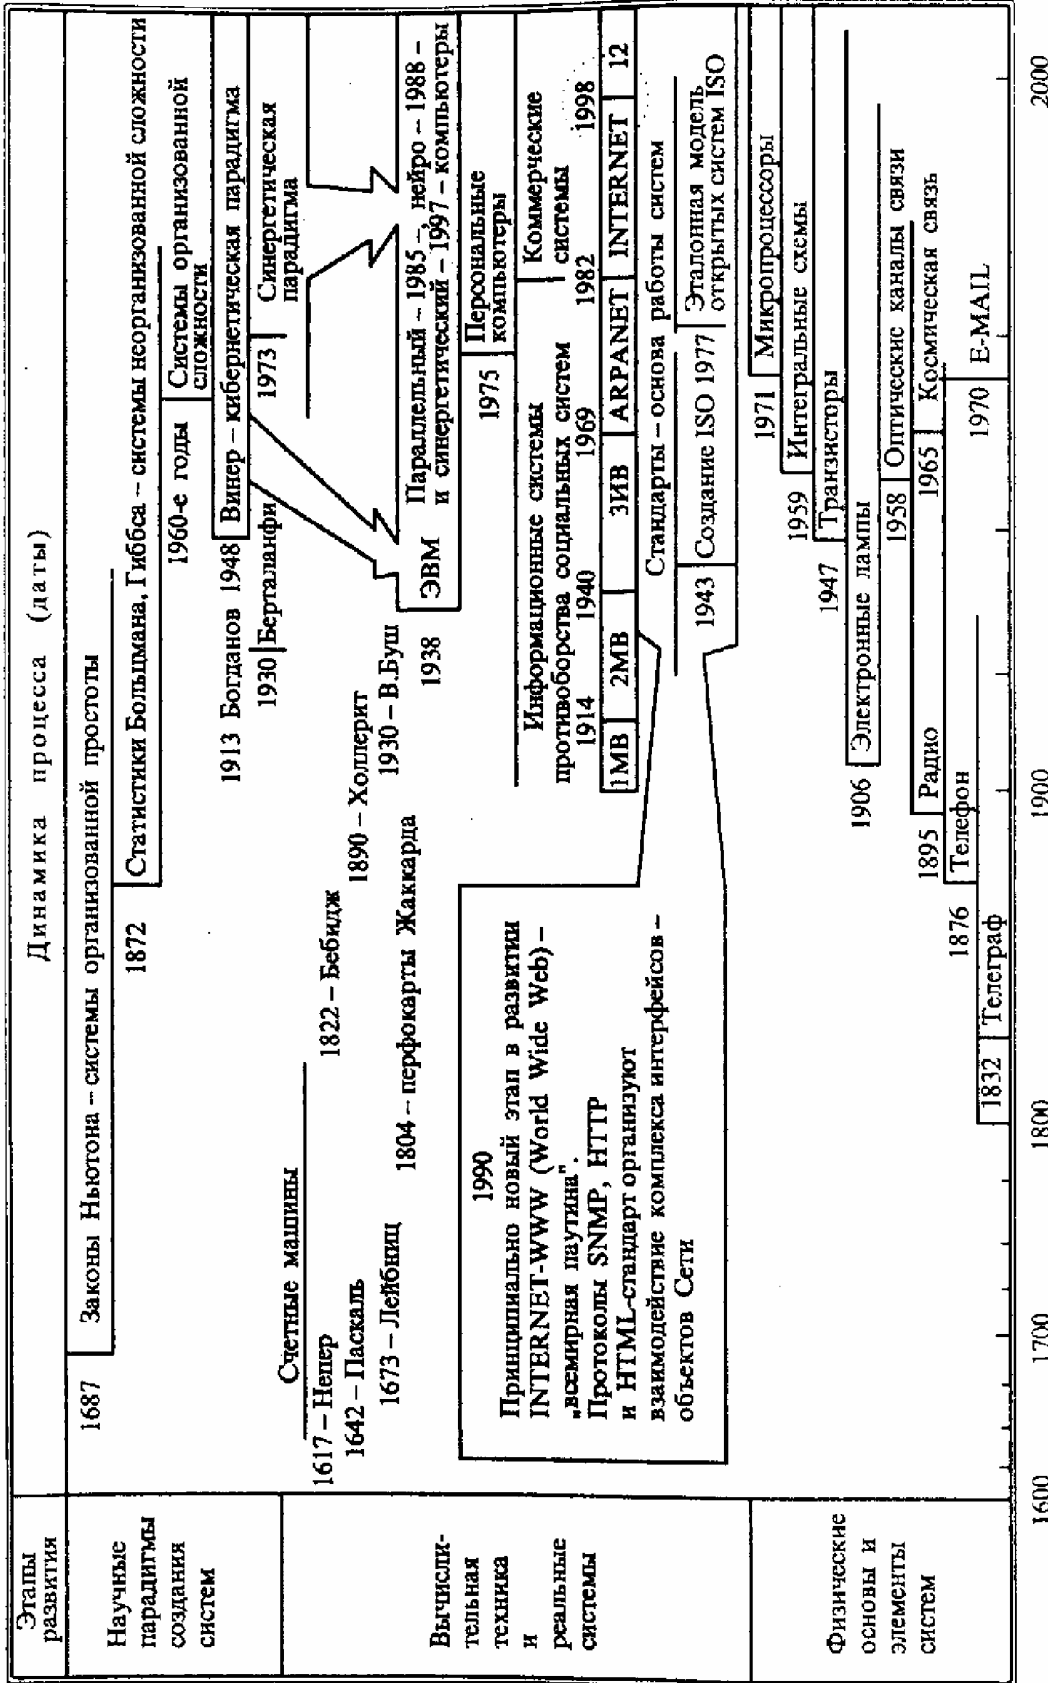 Этапы
развития
Динамика процесса (даты)
Научные
парадигмы
создания
систем
1687
Законы Ньютона – системы организованной простоты
1872
Статистики Больцмана, Гиббса – системы неорганизованной сложности
1960-е годы
Системы организованной
сложности
1913 Богданов 1948
Винер – кибернетическая парадигма
1930 Берталанфи
1973
Синергетическая
парадигма
Вычисли-
тельная
техника
и
реальные
системы
Счетные машины
1617 – Непер
1642 – Паскаль
1673 – Лейбниц
1822 – Бебидж
1804 – перфокарты Жаккарда
1890 – Холлерит
1930 – В.Буш
1938
ЭВМ
Параллельный – 1985 –, нейро – 1988 –
и синергетический – 1997 – компьютеры
1975
Персональные
компьютеры
Информационные системы
противоборства социальных систем
Коммерческие
системы
1914 1940 1969 1982 1998
1МВ 2МВ ЗИВ ARPANET INTERNET 12
Стандарты – основа работы систем
1943 Создание ISO 1977
Эталонная модель
открытых систем ISO
1990
Принципиально новый этап в развитии
INTERNET-WWW (World Wide Web) –
„всемирная паутина".
Протоколы SNMP, HTTP
и HTML-стандарт организуют
взаимодействие комплекса интерфейсов –
объектов Сети
Физические
основы и
элементы
систем
1971 Микропроцессоры
1959 Интегральные схемы
1947 Транзисторы
1906 Электронные лампы
1958 Оптические каналы связи
1895 Радио
1965 Космическая связь
1876 Телефон
1970 E-MAIL
1832 Телеграф
1600 1700 1800 1900 2000